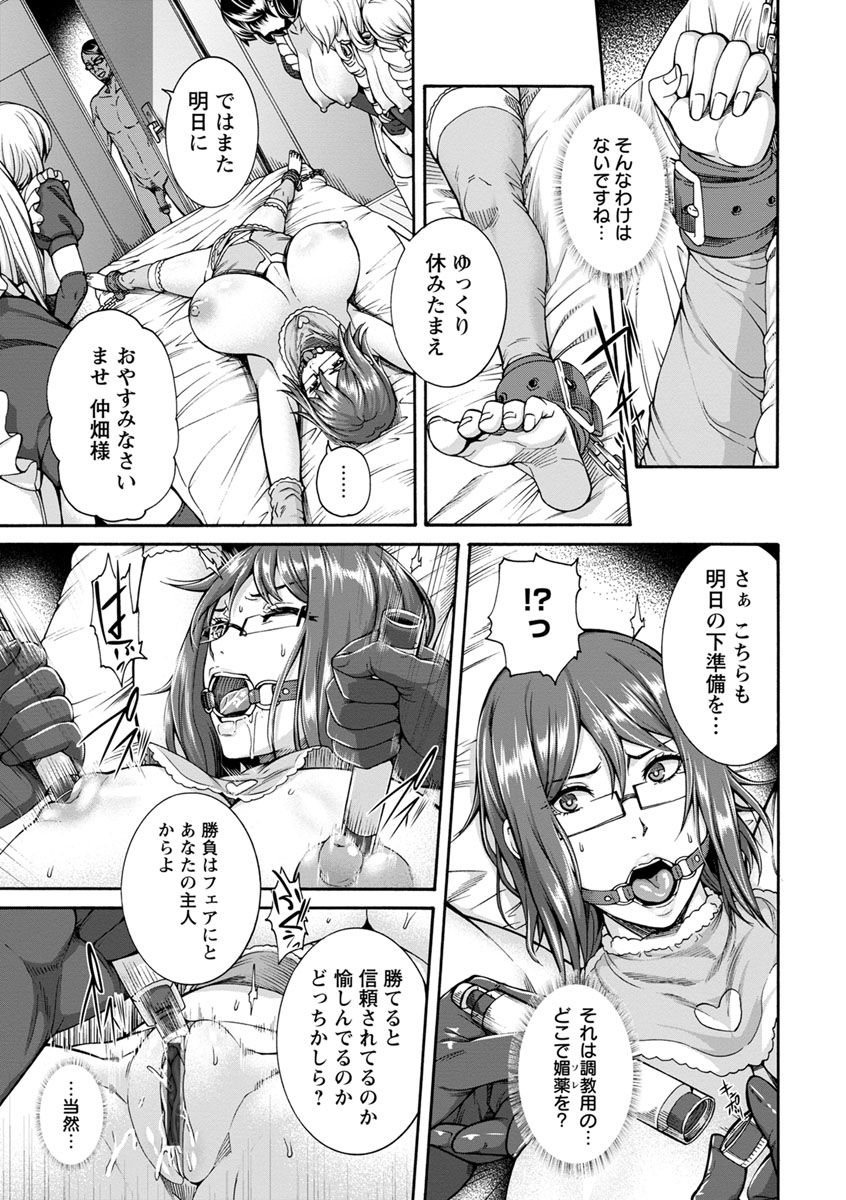 そんなわけは
ないですね…
ゆっくり
休みたまえ
ではまた
明日に
おやすみなさい
ませ 仲畑様
……
さぁ こちらも
明日の下準備を…
!?
っ
それは調教用の…
どこで媚薬を?
ソレ
勝負はフェアにと
あなたの主人
からよ
勝てると
信頼されてるのか
愉しんでるのか
どっちかしら?
…当然…